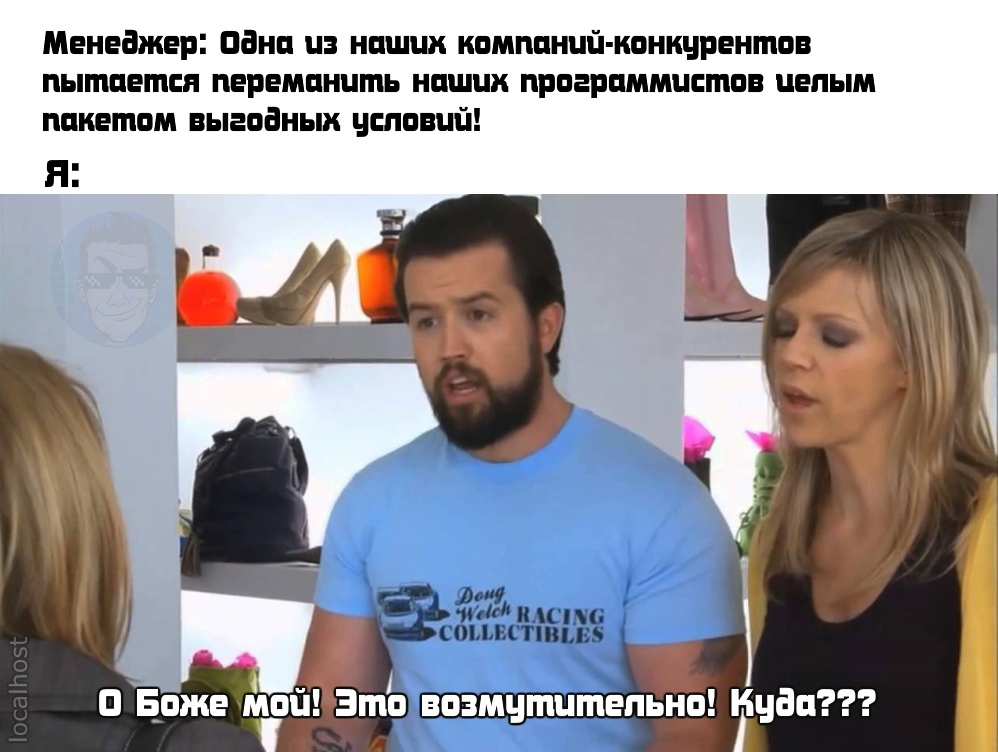 Менеджер: Одна из наших компаний-конкурентов
пытается переманить наших программистов целым
пакетом выгодных условий!
Я:
Doug
Welch RACING
COLLECTIBLES
О Боже мой! Это возмутительно! Куда???
localhost